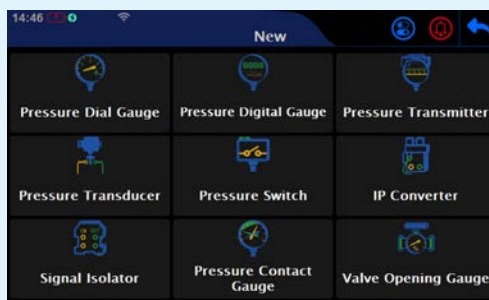 14:46
New
Pressure Dial Gauge
Pressure Digital Gauge
Pressure Transmitter
Pressure Transducer
Pressure Switch
IP Converter
Signal Isolator
Pressure Contact
Gauge
Valve Opening Gauge